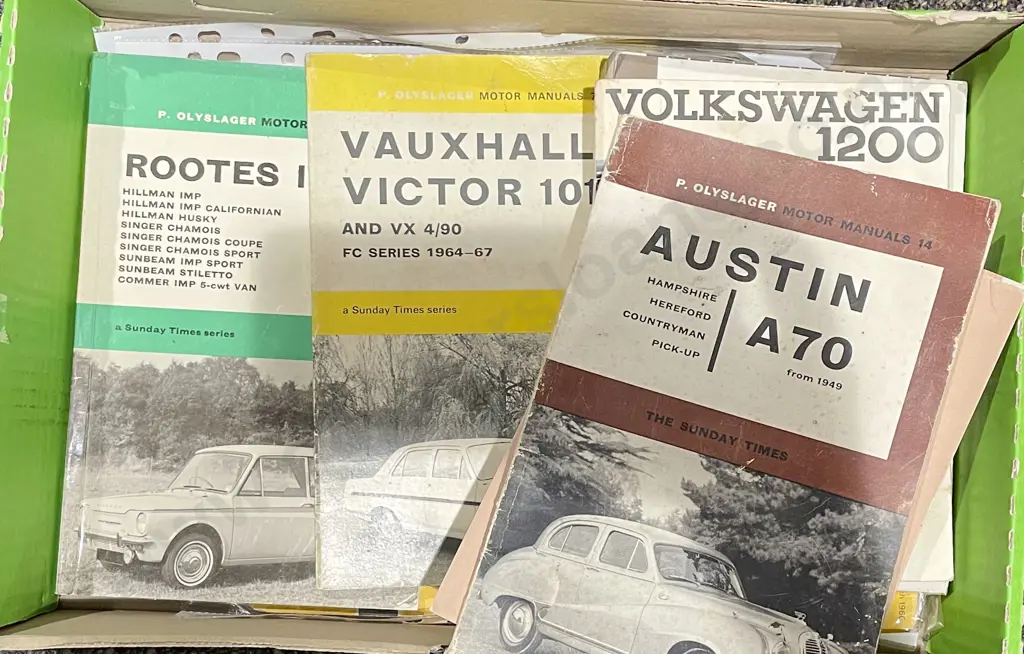 P. OLYSLAGER MOTOR
ROOTES I
HILLMAN IMP
HILLMAN IMP CALIFORNIAN
HILLMAN HUSKY
SINGER CHAMOIS
SINGER CHAMOIS COUPE
SINGER CHAMOIS SPORT
SUNBEAM IMP SPORT
SUNBEAM STILETTO
COMMER IMP 5-cwt VAN
a Sunday Times series
P. OLYSLAGER MOTOR MANUALS 7
VAUXHALL
VICTOR 101
AND VX 4/90
FC SERIES 1964–67
a Sunday Times series
VOLKSWAGEN
1200
P. OLYSLAGER MOTOR MANUALS 14
AUSTIN
HAMPSHIRE
HEREFORD
COUNTRYMAN
PICK-UP
A70
from 1949
THE SUNDAY TIMES